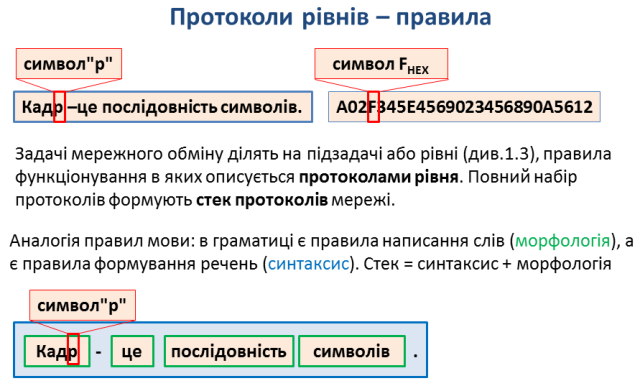 Протоколи рівнів – правила
символ"р" символ FHEX
Кадр –це послідовність символів. A02F345E4569023456890A5612
Задачі мережного обміну ділять на підзадачі або рівні (див.1.3), правила
функціонування в яких описується протоколами рівня. Повний набір
протоколів формують стек протоколів мережі.
Аналогія правил мови: в граматиці є правила написання слів (морфологія), а
є правила формування речень (синтаксис). Стек = синтаксис + морфологія
символ"р"
Кадр - це послідовність символів .